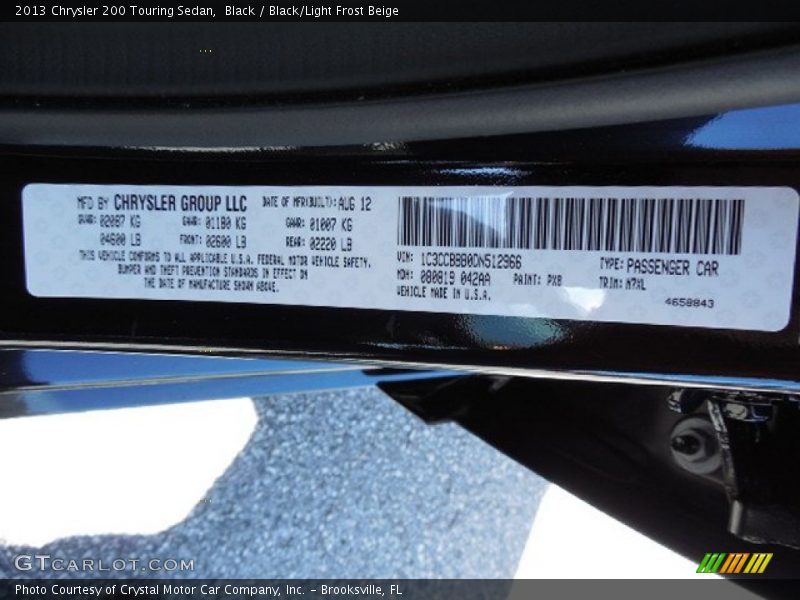 2013 Chrysler 200 Touring Sedan,  Black / Black/Light Frost Beige
MFD BY CHRYSLER GROUP LLC
DATE OF MFR(BUILT): AUG 12
GVWR: 02087 KG
GAWR: 01180 KG
GAWR: 01007 KG
04600 LB
FRONT: 02600 LB
REAR: 02220 LB
THIS VEHICLE CONFORMS TO ALL APPLICABLE U.S.A. FEDERAL MOTOR VEHICLE SAFETY,
BUMPER AND THEFT PREVENTION STANDARDS IN EFFECT ON
THE DATE OF MANUFACTURE SHOWN ABOVE.
VIN: 1C3CCBBB0DN512366
TYPE: PASSENGER CAR
MDH: 080819 042AA
PAINT: PX8
TRIM: N7XL
VEHICLE MADE IN U.S.A.
4658843
GTCARLOT.COM
Photo Courtesy of Crystal Motor Car Company, Inc. – Brooksville, FL